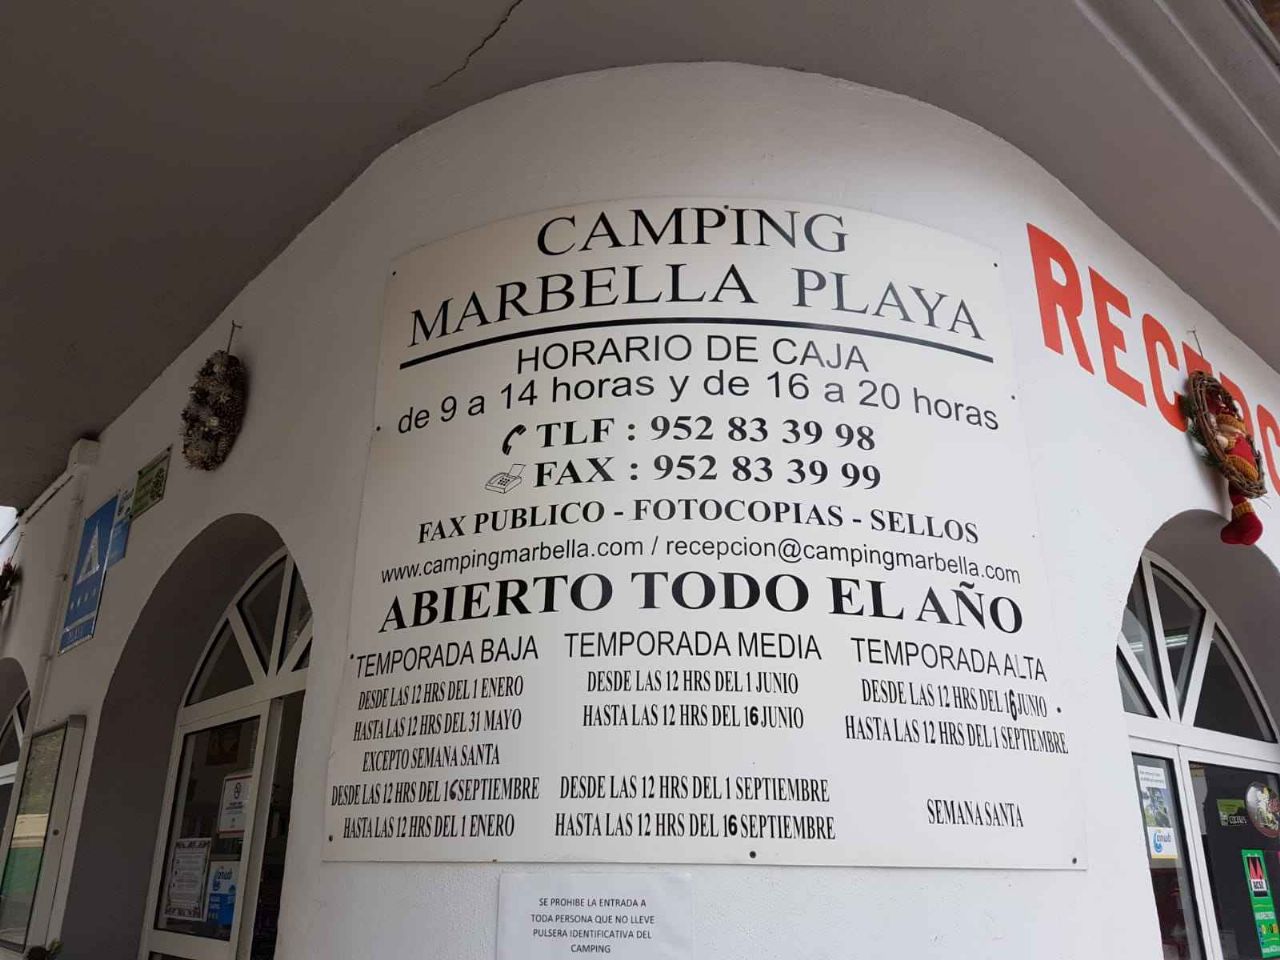 CAMPING
MARBELLA PLAYA
HORARIO DE CAJA
de 9 a 14 horas y de 16 a 20 horas
TLF : 952 83 39 98
FAX : 952 83 39 99
FAX PUBLICO - FOTOCOPIAS - SELLOS
www.campingmarbella.com / recepcion@campingmarbella.com
ABIERTO TODO EL AÑO
TEMPORADA BAJA
DESDE LAS 12 HRS DEL 1 ENERO
HASTA LAS 12 HRS DEL 31 MAYO
EXCEPTO SEMANA SANTA
DESDE LAS 12 HRS DEL 16 SEPTIEMBRE
HASTA LAS 12 HRS DEL 1 ENERO
TEMPORADA MEDIA
DESDE LAS 12 HRS DEL 1 JUNIO
HASTA LAS 12 HRS DEL 16 JUNIO
DESDE LAS 12 HRS DEL 1 SEPTIEMBRE
HASTA LAS 12 HRS DEL 16 SEPTIEMBRE
TEMPORADA ALTA
DESDE LAS 12 HRS DEL 16 JUNIO
HASTA LAS 12 HRS DEL 1 SEPTIEMBRE
SEMANA SANTA
SE PROHIBE LA ENTRADA A
TODA PERSONA QUE NO LLEVE
PULSERA IDENTIFICATIVA DEL
CAMPING